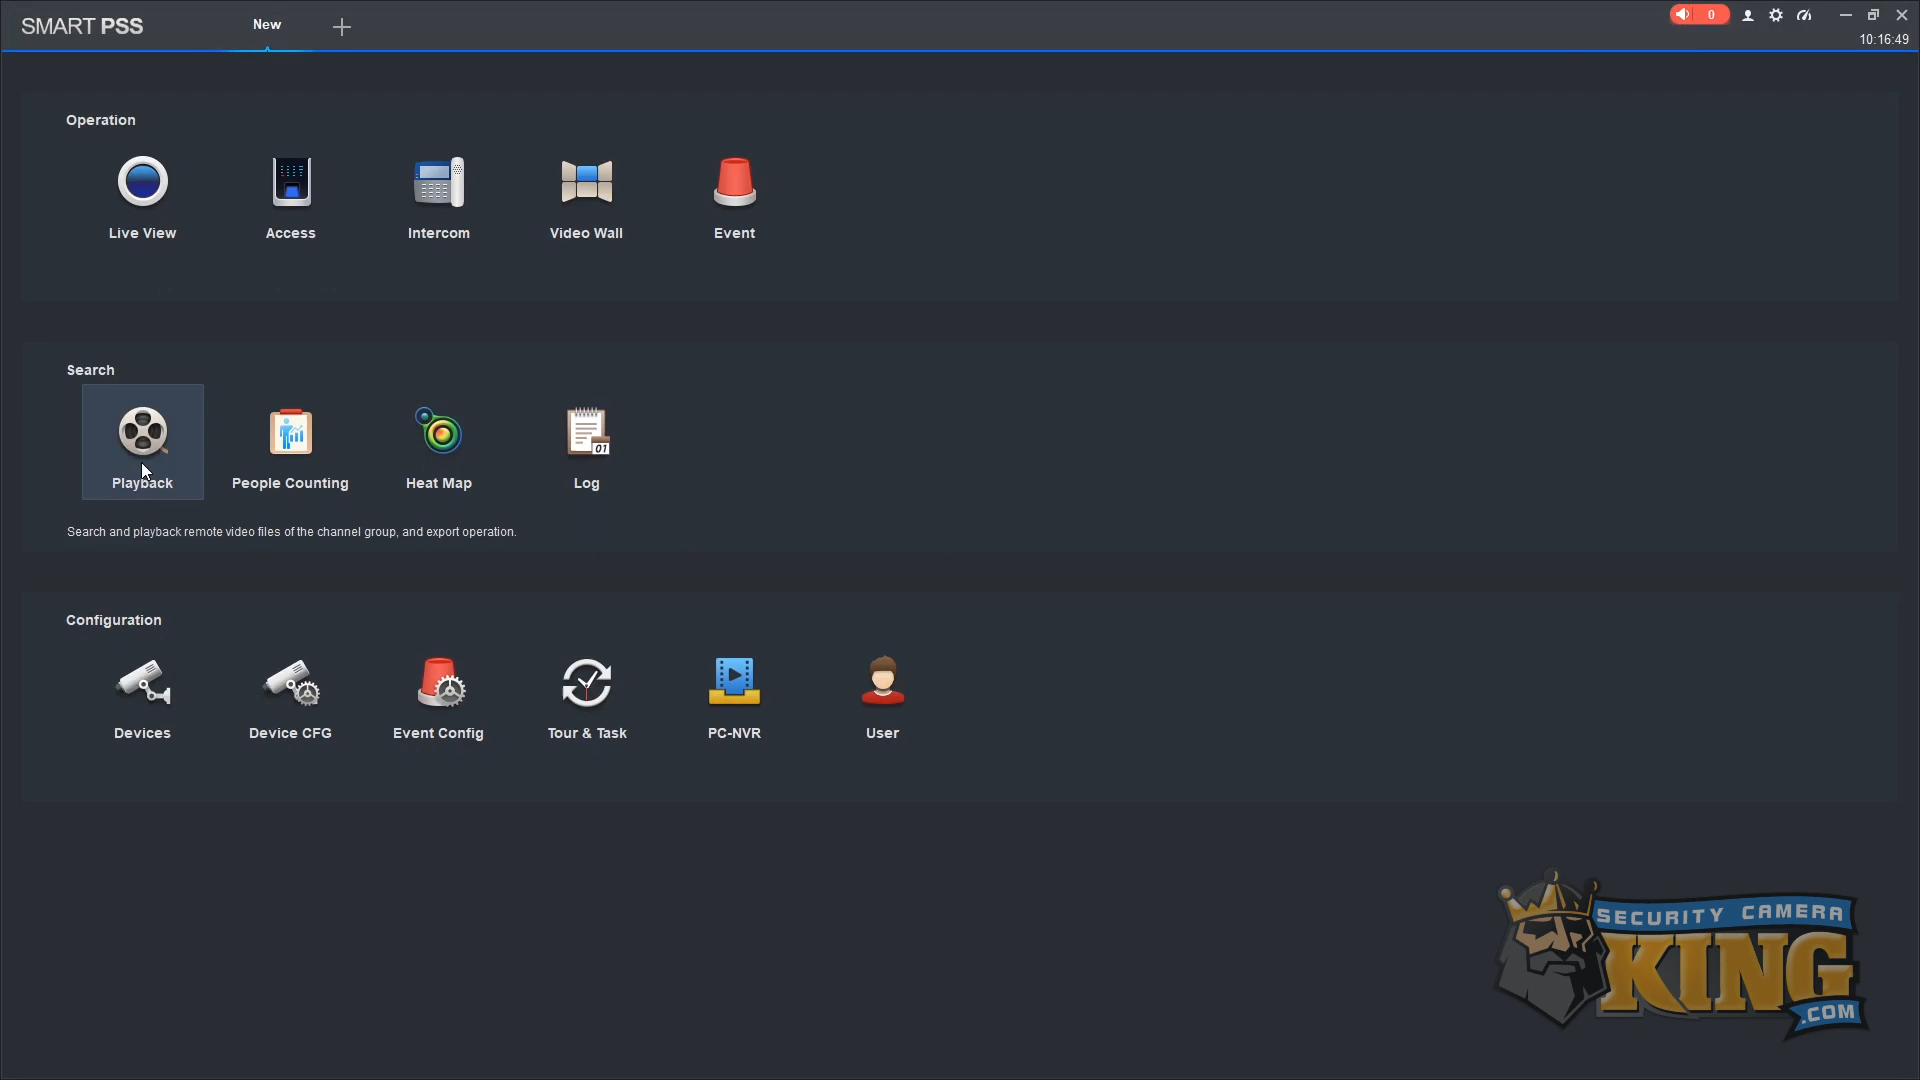 SMART PSS
New
0
10:16:49
Operation
Live View
Access
Intercom
Video Wall
Event
Search
01
Playback
People Counting
Heat Map
Log
Search and playback remote video files of the channel group, and export operation.
Configuration
Devices
Device CFG
Event Config
Tour & Task
PC-NVR
User
SECURITY CAMERA
KING
.COM